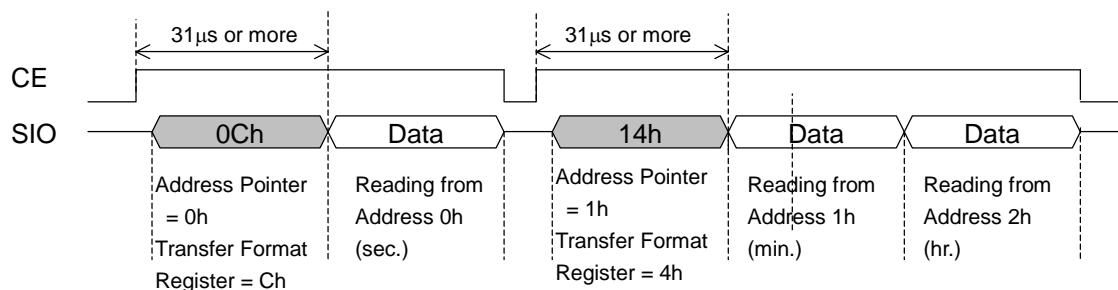 31μs or more
31μs or more
CE
SIO
0Ch
Data
14h
Data
Data
Address Pointer
= 0h
Transfer Format
Register = Ch
Reading from
Address 0h
(sec.)
Address Pointer
= 1h
Transfer Format
Register = 4h
Reading from
Address 1h
(min.)
Reading from
Address 2h
(hr.)